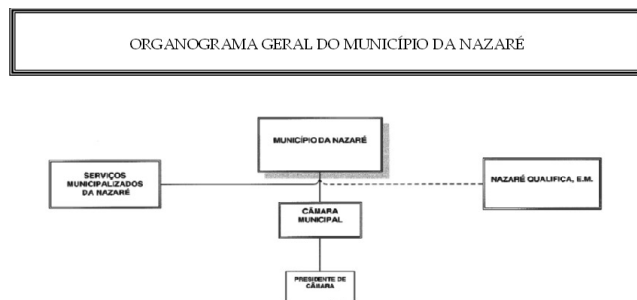 ORGANOGRAMA GERAL DO MUNICÍPIO DA NAZARÉ
MUNICÍPIO DA NAZARÉ
SERVIÇOS
MUNICIPALIZADOS
DA NAZARÉ
NAZARÉ QUALIFICA, E.M.
CÂMARA
MUNICIPAL
PRESIDENTE DE
CÂMARA